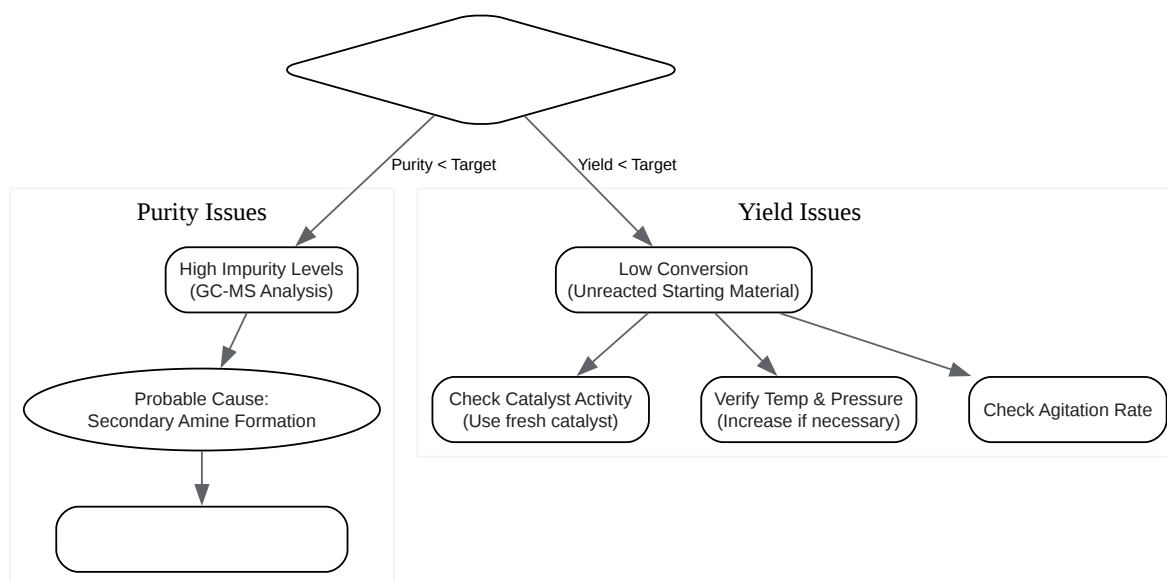 Purity < Target
Yield < Target
Purity Issues
High Impurity Levels
(GC-MS Analysis)
Probable Cause:
Secondary Amine Formation
Yield Issues
Low Conversion
(Unreacted Starting Material)
Check Catalyst Activity
(Use fresh catalyst)
Verify Temp & Pressure
(Increase if necessary)
Check Agitation Rate